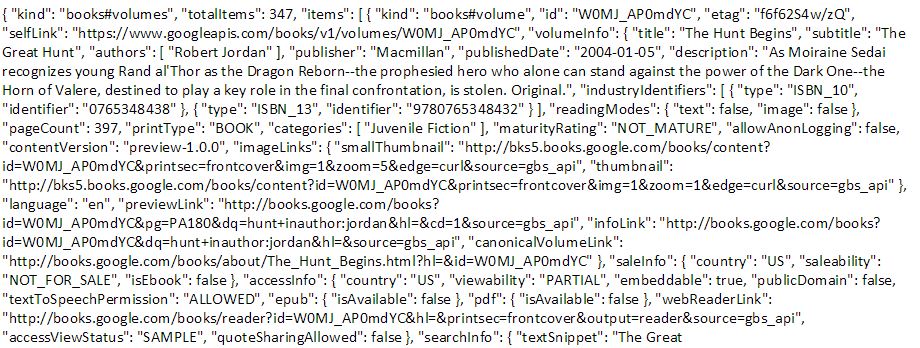 { "kind": "books#volumes", "totalItems": 347, "items": [ { "kind": "books#volume", "id": "W0MJ_AP0mdYC", "etag": "f6f62S4w/zQ",
"selfLink": "https://www.googleapis.com/books/v1/volumes/W0MJ_AP0mdYC", "volumeInfo": { "title": "The Hunt Begins", "subtitle": "The
Great Hunt", "authors": [ "Robert Jordan" ], "publisher": "Macmillan", "publishedDate": "2004-01-05", "description": "As Moiraine Sedai
recognizes young Rand al'Thor as the Dragon Reborn--the prophesied hero who alone can stand against the power of the Dark One--the
Horn of Valere, destined to play a key role in the final confrontation, is stolen. Original.", "industryIdentifiers": [ { "type": "ISBN_10",
"identifier": "0765348438" }, { "type": "ISBN_13", "identifier": "9780765348432" } ], "readingModes": { "text": false, "image": false },
"pageCount": 397, "printType": "BOOK", "categories": [ "Juvenile Fiction" ], "maturityRating": "NOT_MATURE", "allowAnonLogging": false,
"contentVersion": "preview-1.0.0", "imageLinks": { "smallThumbnail": "http://bks5.books.google.com/books/content?
id=W0MJ_AP0mdYC&printsec=frontcover&img=1&zoom=5&edge=curl&source=gbs_api", "thumbnail":
"http://bks5.books.google.com/books/content?id=W0MJ_AP0mdYC&printsec=frontcover&img=1&zoom=1&edge=curl&source=gbs_api" },
"language": "en", "previewLink": "http://books.google.com/books?
id=W0MJ_AP0mdYC&pg=PA180&dq=hunt+inauthor:jordan&hl=&cd=1&source=gbs_api", "infoLink": "http://books.google.com/books?
id=W0MJ_AP0mdYC&dq=hunt+inauthor:jordan&hl=&source=gbs_api", "canonicalVolumeLink":
"http://books.google.com/books/about/The_Hunt_Begins.html?hl=&id=W0MJ_AP0mdYC" }, "saleInfo": { "country": "US", "saleability":
"NOT_FOR_SALE", "isEbook": false }, "accessInfo": { "country": "US", "viewability": "PARTIAL", "embeddable": true, "publicDomain": false,
"textToSpeechPermission": "ALLOWED", "epub": { "isAvailable": false }, "pdf": { "isAvailable": false }, "webReaderLink":
"http://books.google.com/books/reader?id=W0MJ_AP0mdYC&hl=&printsec=frontcover&output=reader&source=gbs_api",
"accessViewStatus": "SAMPLE", "quoteSharingAllowed": false }, "searchInfo": { "textSnippet": "The Great